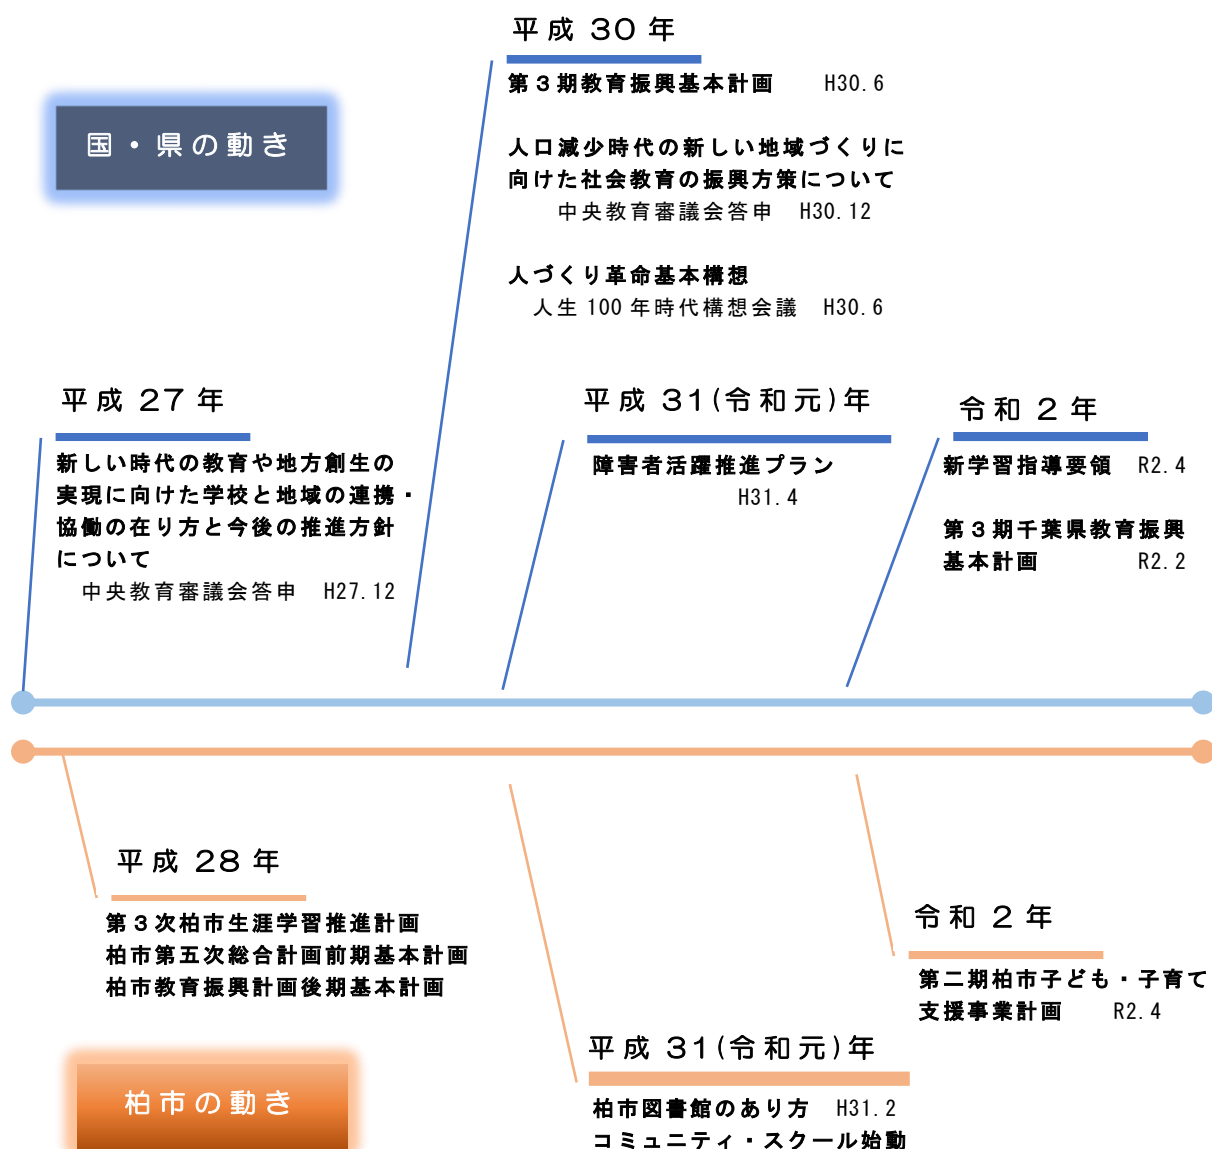 国・県の動き
平成 30 年
第３期教育振興基本計画　H30.6
人口減少時代の新しい地域づくりに
向けた社会教育の振興方策について
中央教育審議会答申　H30.12
人づくり革命基本構想
人生 100 年時代構想会議　H30.6
平成 27 年
新しい時代の教育や地方創生の
実現に向けた学校と地域の連携・
協働の在り方と今後の推進方針
について
中央教育審議会答申　H27.12
平成 31(令和元)年
障害者活躍推進プラン
H31.4
令和 2 年
新学習指導要領　R2.4
第３期千葉県教育振興
基本計画　R2.2
平成 28 年
第３次柏市生涯学習推進計画
柏市第五次総合計画前期基本計画
柏市教育振興計画後期基本計画
令和 2 年
第二期柏市子ども・子育て
支援事業計画　R2.4
平成 31(令和元)年
柏市図書館のあり方　H31.2
コミュニティ・スクール始動
柏市の動き